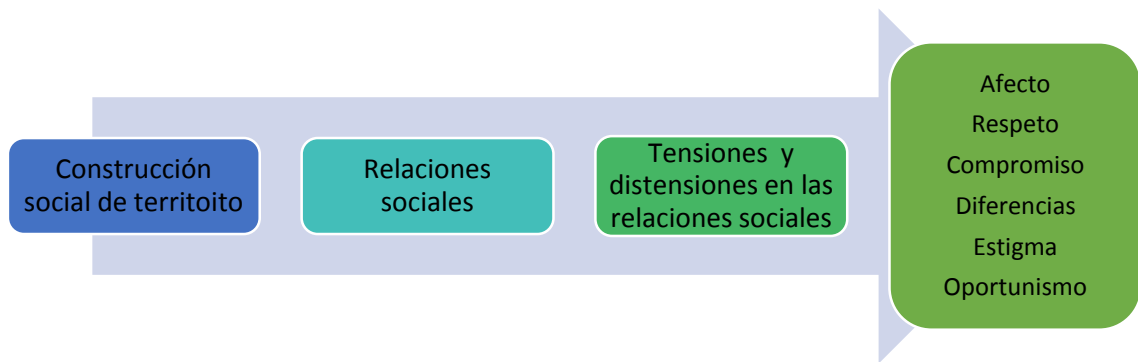 Construcción
social de territoito
Relaciones
sociales
Tensiones y
distensiones en las
relaciones sociales
Afecto
Respeto
Compromiso
Diferencias
Estigma
Oportunismo